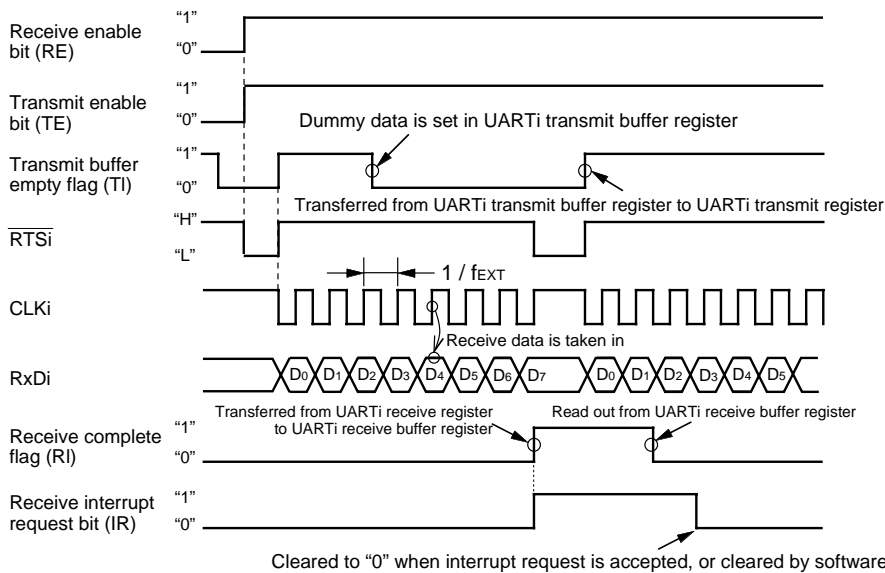 Receive enable
bit (RE)
“1”
“0”
Transmit enable
bit (TE)
“1”
“0”
Dummy data is set in UARTi transmit buffer register
Transmit buffer
empty flag (Tl)
“1”
“0”
Transferred from UARTi transmit buffer register to UARTi transmit register
RTSi
“H”
“L”
1 / fEXT
CLKi
Receive data is taken in
RxDi
D0 D1 D2 D3 D4 D5 D6 D7 D0 D1 D2 D3 D4 D5
Transferred from UARTi receive register
to UARTi receive buffer register
Read out from UARTi receive buffer register
Receive complete
flag (Rl)
“1”
“0”
Receive interrupt
request bit (IR)
“1”
“0”
Cleared to “0” when interrupt request is accepted, or cleared by software